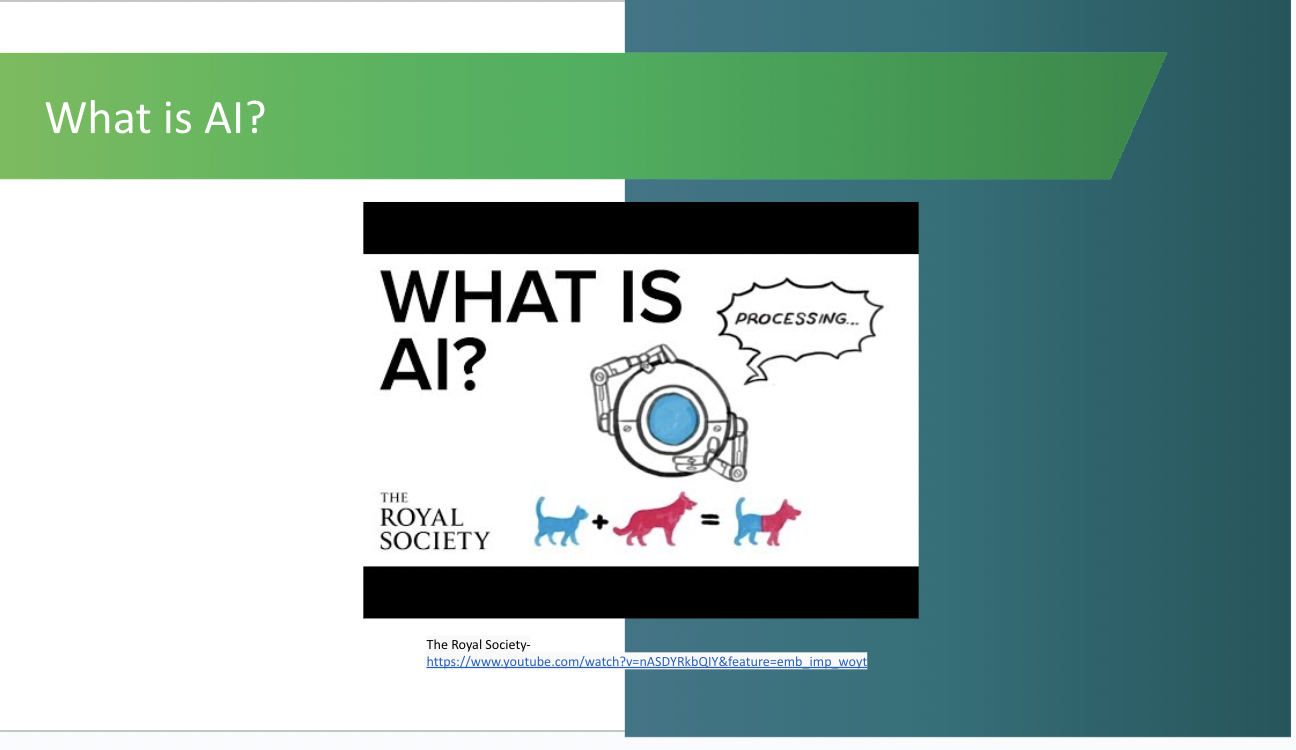 What is AI?
WHAT IS
AI?
PROCESSING...
THE
ROYAL
SOCIETY
+ =
The Royal Society-
https://www.youtube.com/watch?v=nASDYRkbQIY&feature=emb_imp_woyt